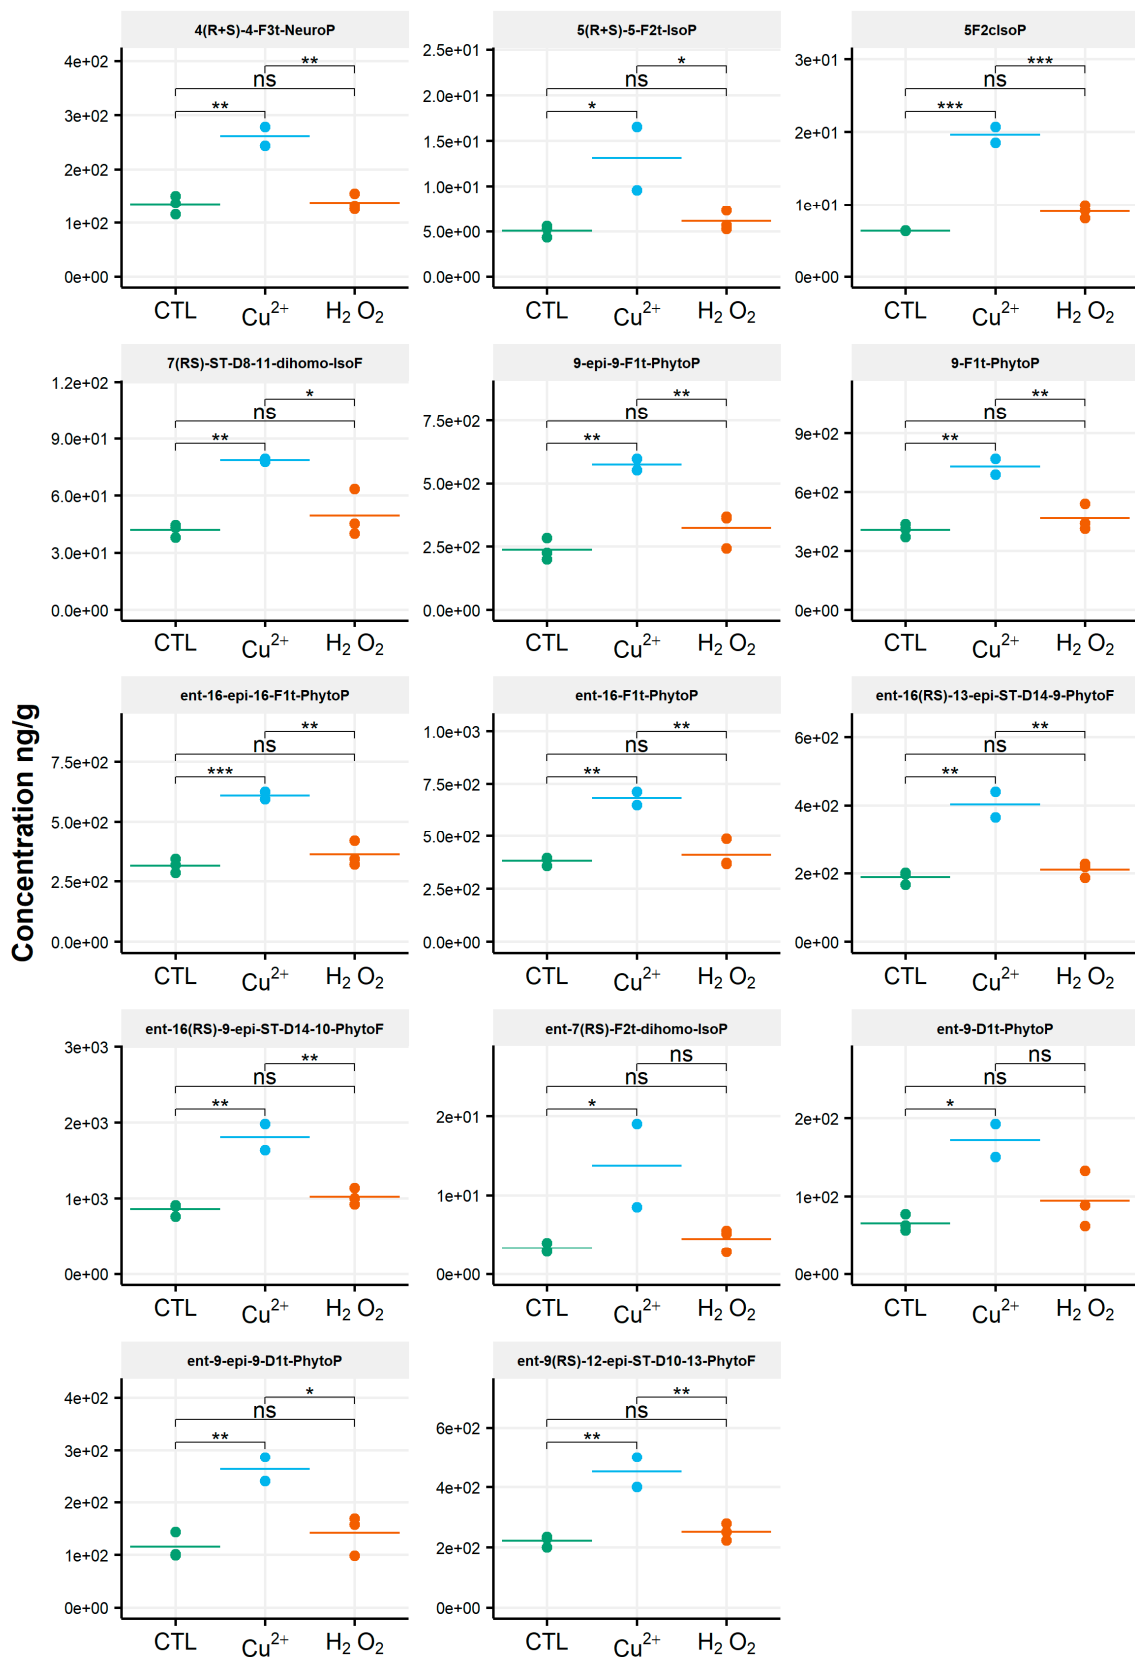 Concentration ng/g
4(R+S)-4-F3t-NeuroP
4e+02
3e+02
2e+02
1e+02
0e+00
**
ns
**
CTL
Cu²⁺
H₂ O₂
5(R+S)-5-F2t-IsoP
2.5e+01
2.0e+01
1.5e+01
1.0e+01
5.0e+00
0.0e+00
*
ns
*
CTL
Cu²⁺
H₂ O₂
5F2cIsoP
3e+01
2e+01
1e+01
0e+00
***
ns
***
CTL
Cu²⁺
H₂ O₂
7(RS)-ST-D8-11-dihomo-IsoF
1.2e+02
9.0e+01
6.0e+01
3.0e+01
0.0e+00
*
ns
**
CTL
Cu²⁺
H₂ O₂
9-epi-9-F1t-PhytoP
7.5e+02
5.0e+02
2.5e+02
0.0e+00
**
ns
**
CTL
Cu²⁺
H₂ O₂
9-F1t-PhytoP
9e+02
6e+02
3e+02
0e+00
**
ns
**
CTL
Cu²⁺
H₂ O₂
ent-16-epi-16-F1t-PhytoP
7.5e+02
5.0e+02
2.5e+02
0.0e+00
**
ns
***
CTL
Cu²⁺
H₂ O₂
ent-16-F1t-PhytoP
1.0e+03
7.5e+02
5.0e+02
2.5e+02
0.0e+00
**
ns
**
CTL
Cu²⁺
H₂ O₂
ent-16(RS)-13-epi-ST-D14-9-PhytoF
6e+02
4e+02
2e+02
0e+00
**
ns
**
CTL
Cu²⁺
H₂ O₂
ent-16(RS)-9-epi-ST-D14-10-PhytoF
3e+03
2e+03
1e+03
0e+00
**
ns
**
CTL
Cu²⁺
H₂ O₂
ent-7(RS)-F2t-dihomo-IsoP
2e+01
1e+01
0e+00
ns
ns
*
CTL
Cu²⁺
H₂ O₂
ent-9-D1t-PhytoP
2e+02
1e+02
0e+00
ns
ns
*
CTL
Cu²⁺
H₂ O₂
ent-9-epi-9-D1t-PhytoP
4e+02
3e+02
2e+02
1e+02
0e+00
*
ns
**
CTL
Cu²⁺
H₂ O₂
ent-9(RS)-12-epi-ST-D10-13-PhytoF
6e+02
4e+02
2e+02
0e+00
**
ns
**
CTL
Cu²⁺
H₂ O₂